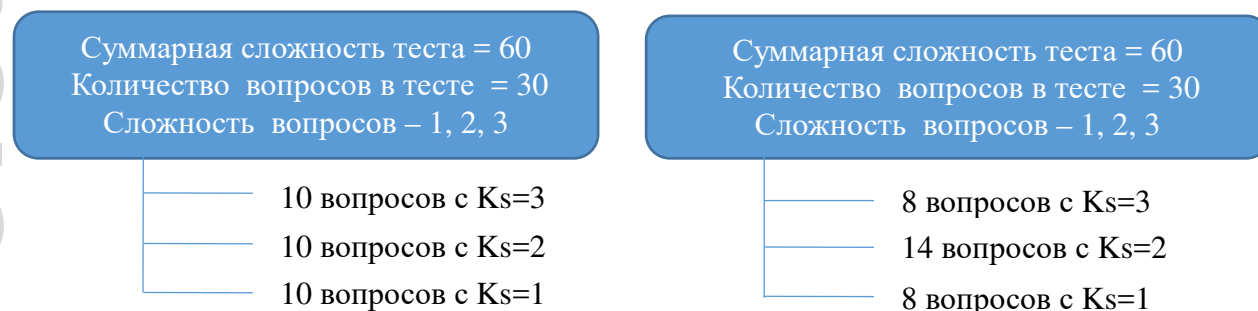 Суммарная сложность теста = 60
Количество вопросов в тесте = 30
Сложность вопросов – 1, 2, 3
10 вопросов с Ks=3
10 вопросов с Ks=2
10 вопросов с Ks=1
Суммарная сложность теста = 60
Количество вопросов в тесте = 30
Сложность вопросов – 1, 2, 3
8 вопросов с Ks=3
14 вопросов с Ks=2
8 вопросов с Ks=1